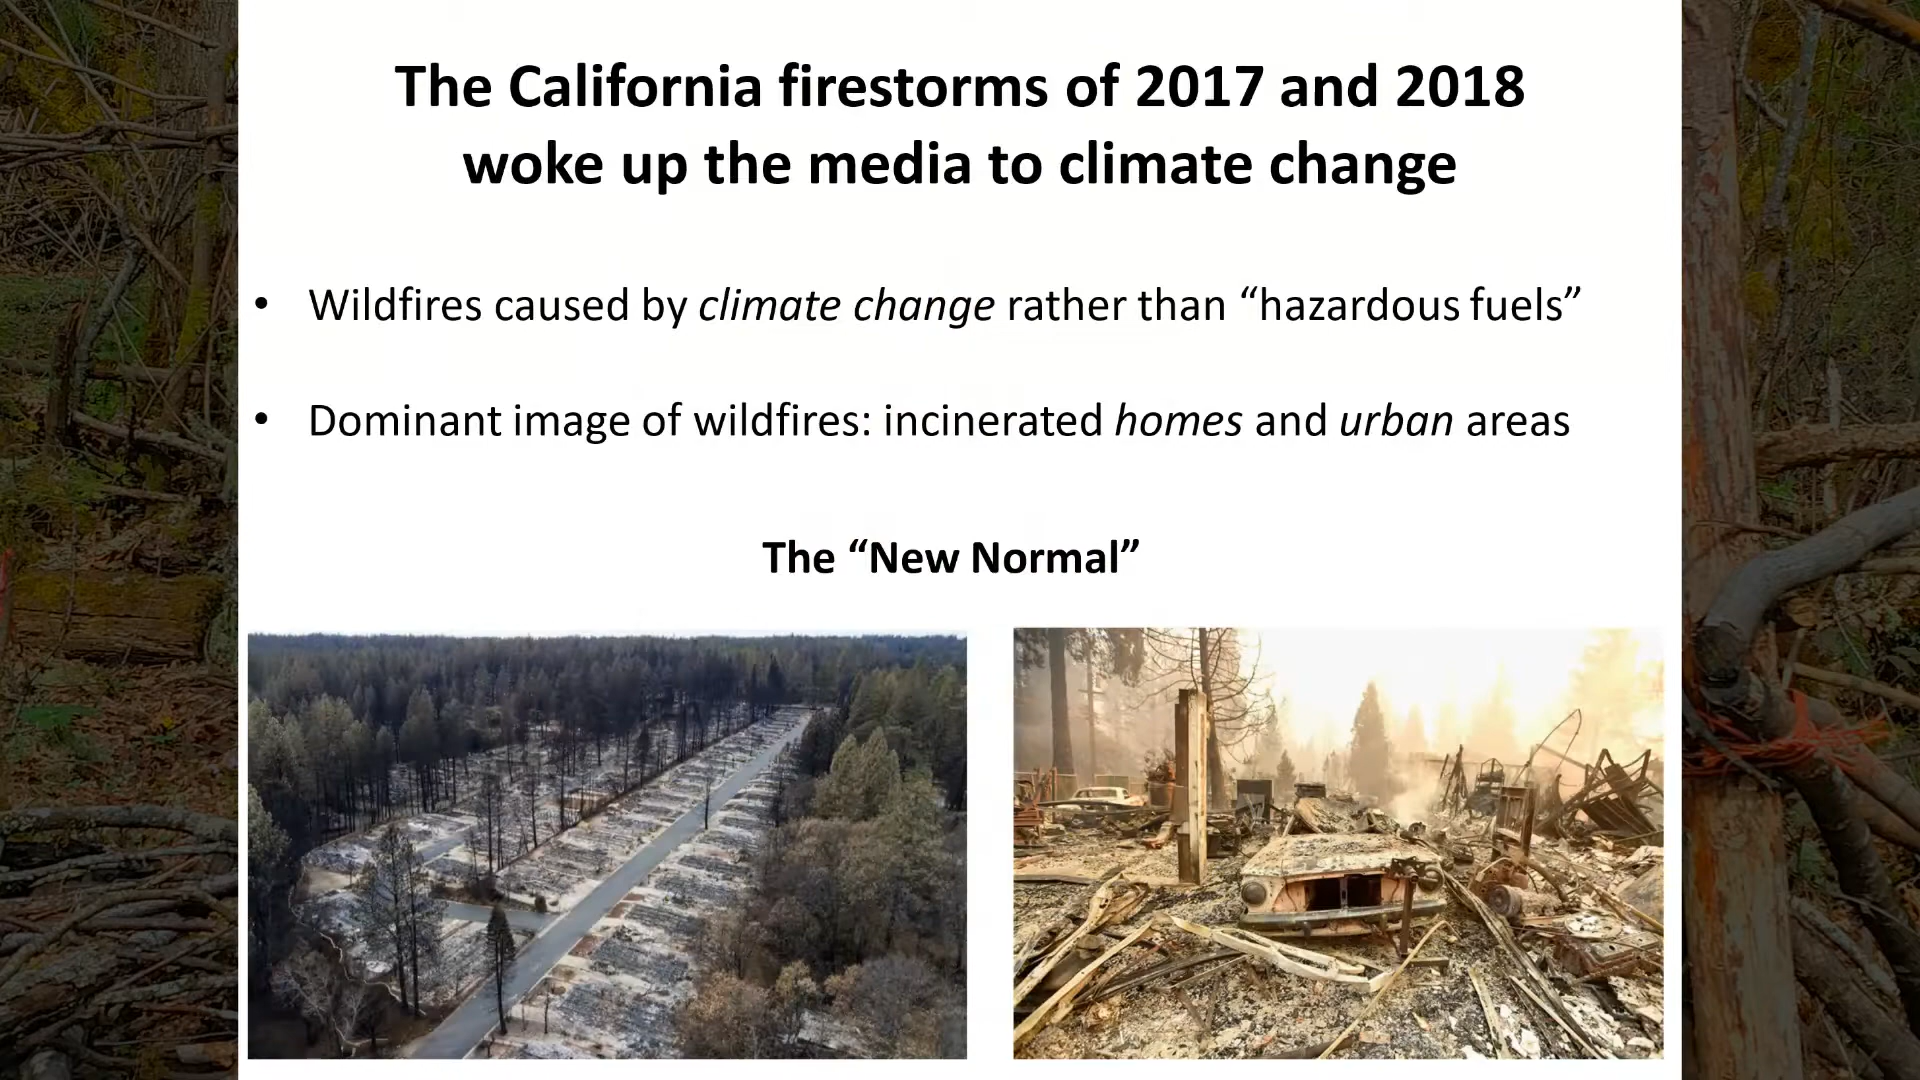 The California firestorms of 2017 and 2018
woke up the media to climate change
• Wildfires caused by climate change rather than “hazardous fuels”
• Dominant image of wildfires: incinerated homes and urban areas
The “New Normal”